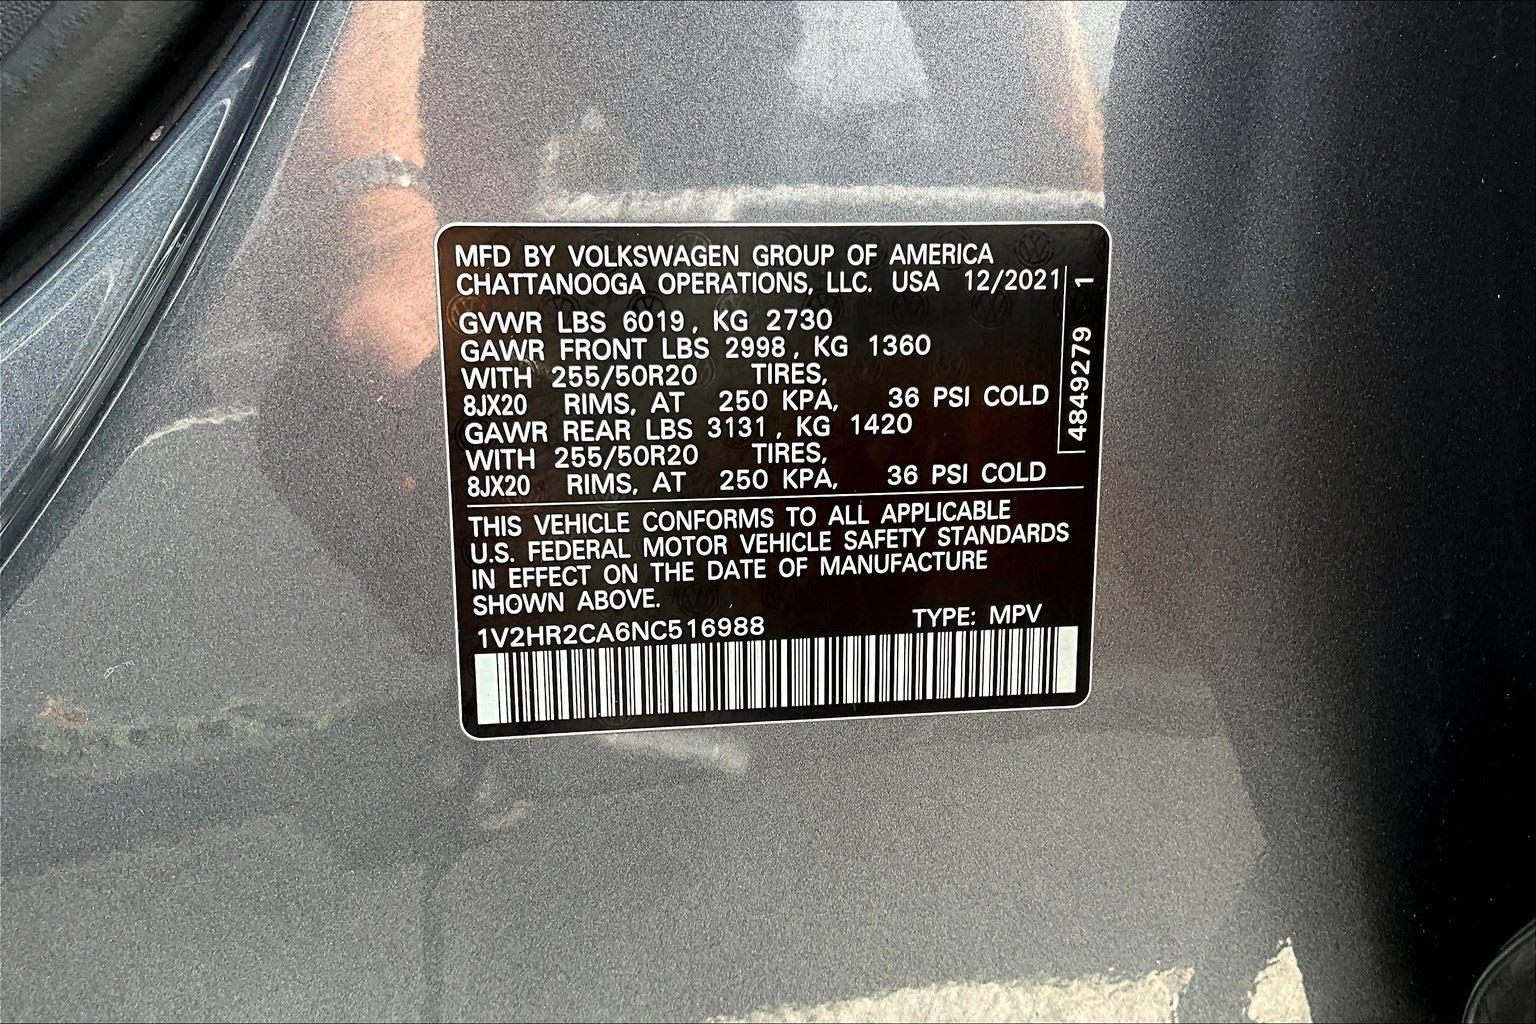 MFD BY VOLKSWAGEN GROUP OF AMERICA
CHATTANOOGA OPERATIONS, LLC. USA 12/2021
GVWR LBS 6019, KG 2730
GAWR FRONT LBS 2998, KG 1360
WITH 255/50R20 TIRES,
8JX20 RIMS, AT 250 KPA, 36 PSI COLD
GAWR REAR LBS 3131, KG 1420
WITH 255/50R20 TIRES,
8JX20 RIMS, AT 250 KPA, 36 PSI COLD
4849279 1
THIS VEHICLE CONFORMS TO ALL APPLICABLE
U.S. FEDERAL MOTOR VEHICLE SAFETY STANDARDS
IN EFFECT ON THE DATE OF MANUFACTURE
SHOWN ABOVE.
1V2HR2CA6NC516988 TYPE: MPV